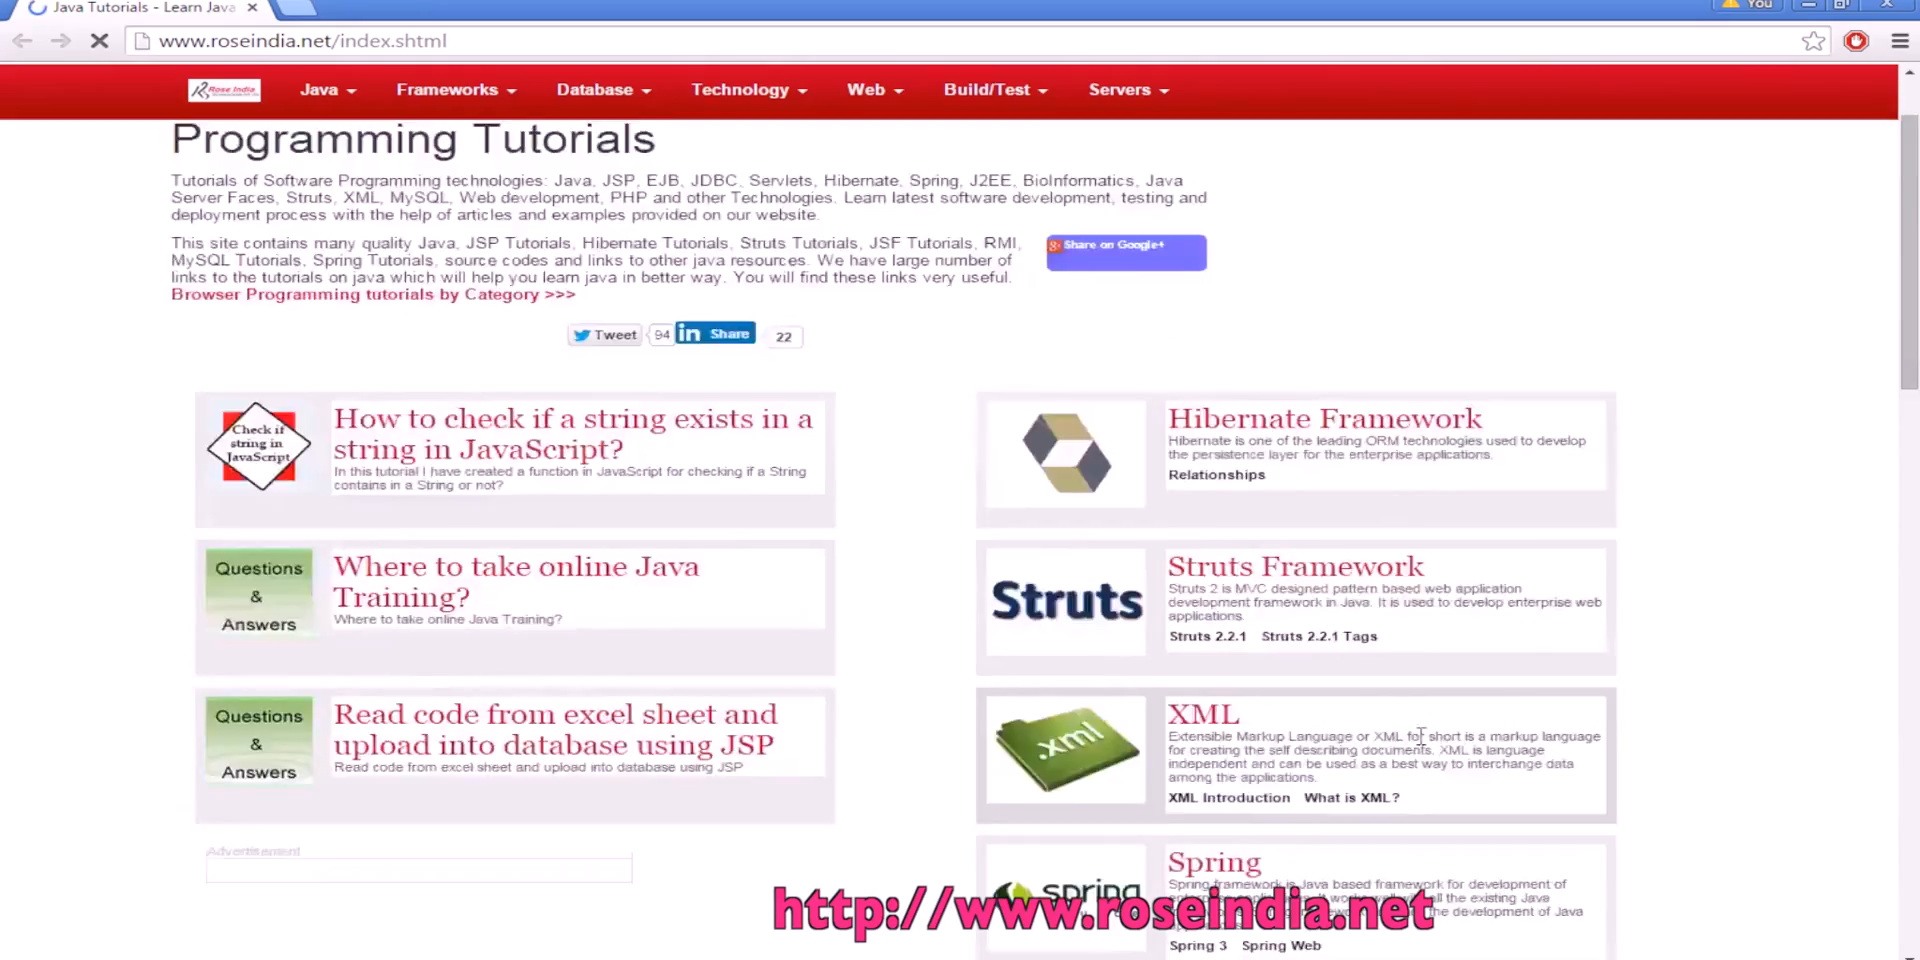 Java Tutorials - Learn Java
You
www.roseindia.net/index.shtml
Rose India
Java Frameworks Database Technology Web Build/Test Servers
Programming Tutorials
Tutorials of Software Programming technologies: Java, JSP, EJB, JDBC, Servlets, Hibernate, Spring, J2EE, BioInformatics, Java
Server Faces, Struts, XML, MySQL, Web development, PHP and other Technologies. Learn latest software development, testing and
deployment process with the help of articles and examples provided on our website.
This site contains many quality Java, JSP Tutorials, Hibernate Tutorials, Struts Tutorials, JSF Tutorials, RMI,
MySQL Tutorials, Spring Tutorials, source codes and links to other java resources. We have large number of
links to the tutorials on java which will help you learn java in better way. You will find these links very useful.
Browser Programming tutorials by Category >>>
Share on Google+
Tweet 94 in Share 22
Check if
string in
JavaScript
How to check if a string exists in a
string in JavaScript?
In this tutorial I have created a function in JavaScript for checking if a String
contains in a String or not?
Questions
&
Answers
Where to take online Java
Training?
Where to take online Java Training?
Questions
&
Answers
Read code from excel sheet and
upload into database using JSP
Read code from excel sheet and upload into database using JSP
Advertisement
Hibernate Framework
Hibernate is one of the leading ORM technologies used to develop
the persistence layer for the enterprise applications.
Relationships
Struts
Struts Framework
Struts 2 is MVC designed pattern based web application
development framework in Java. It is used to develop enterprise web
applications.
Struts 2.2.1 Struts 2.2.1 Tags
.xml
XML
Extensible Markup Language or XML for short is a markup language
for creating the self describing documents. XML is language
independent and can be used as a best way to interchange data
among the applications.
XML Introduction What is XML?
spring
Spring
Spring framework is Java based framework for development of
all the existing Java
the development of Java
Spring 3 Spring Web
http://www.roseindia.net